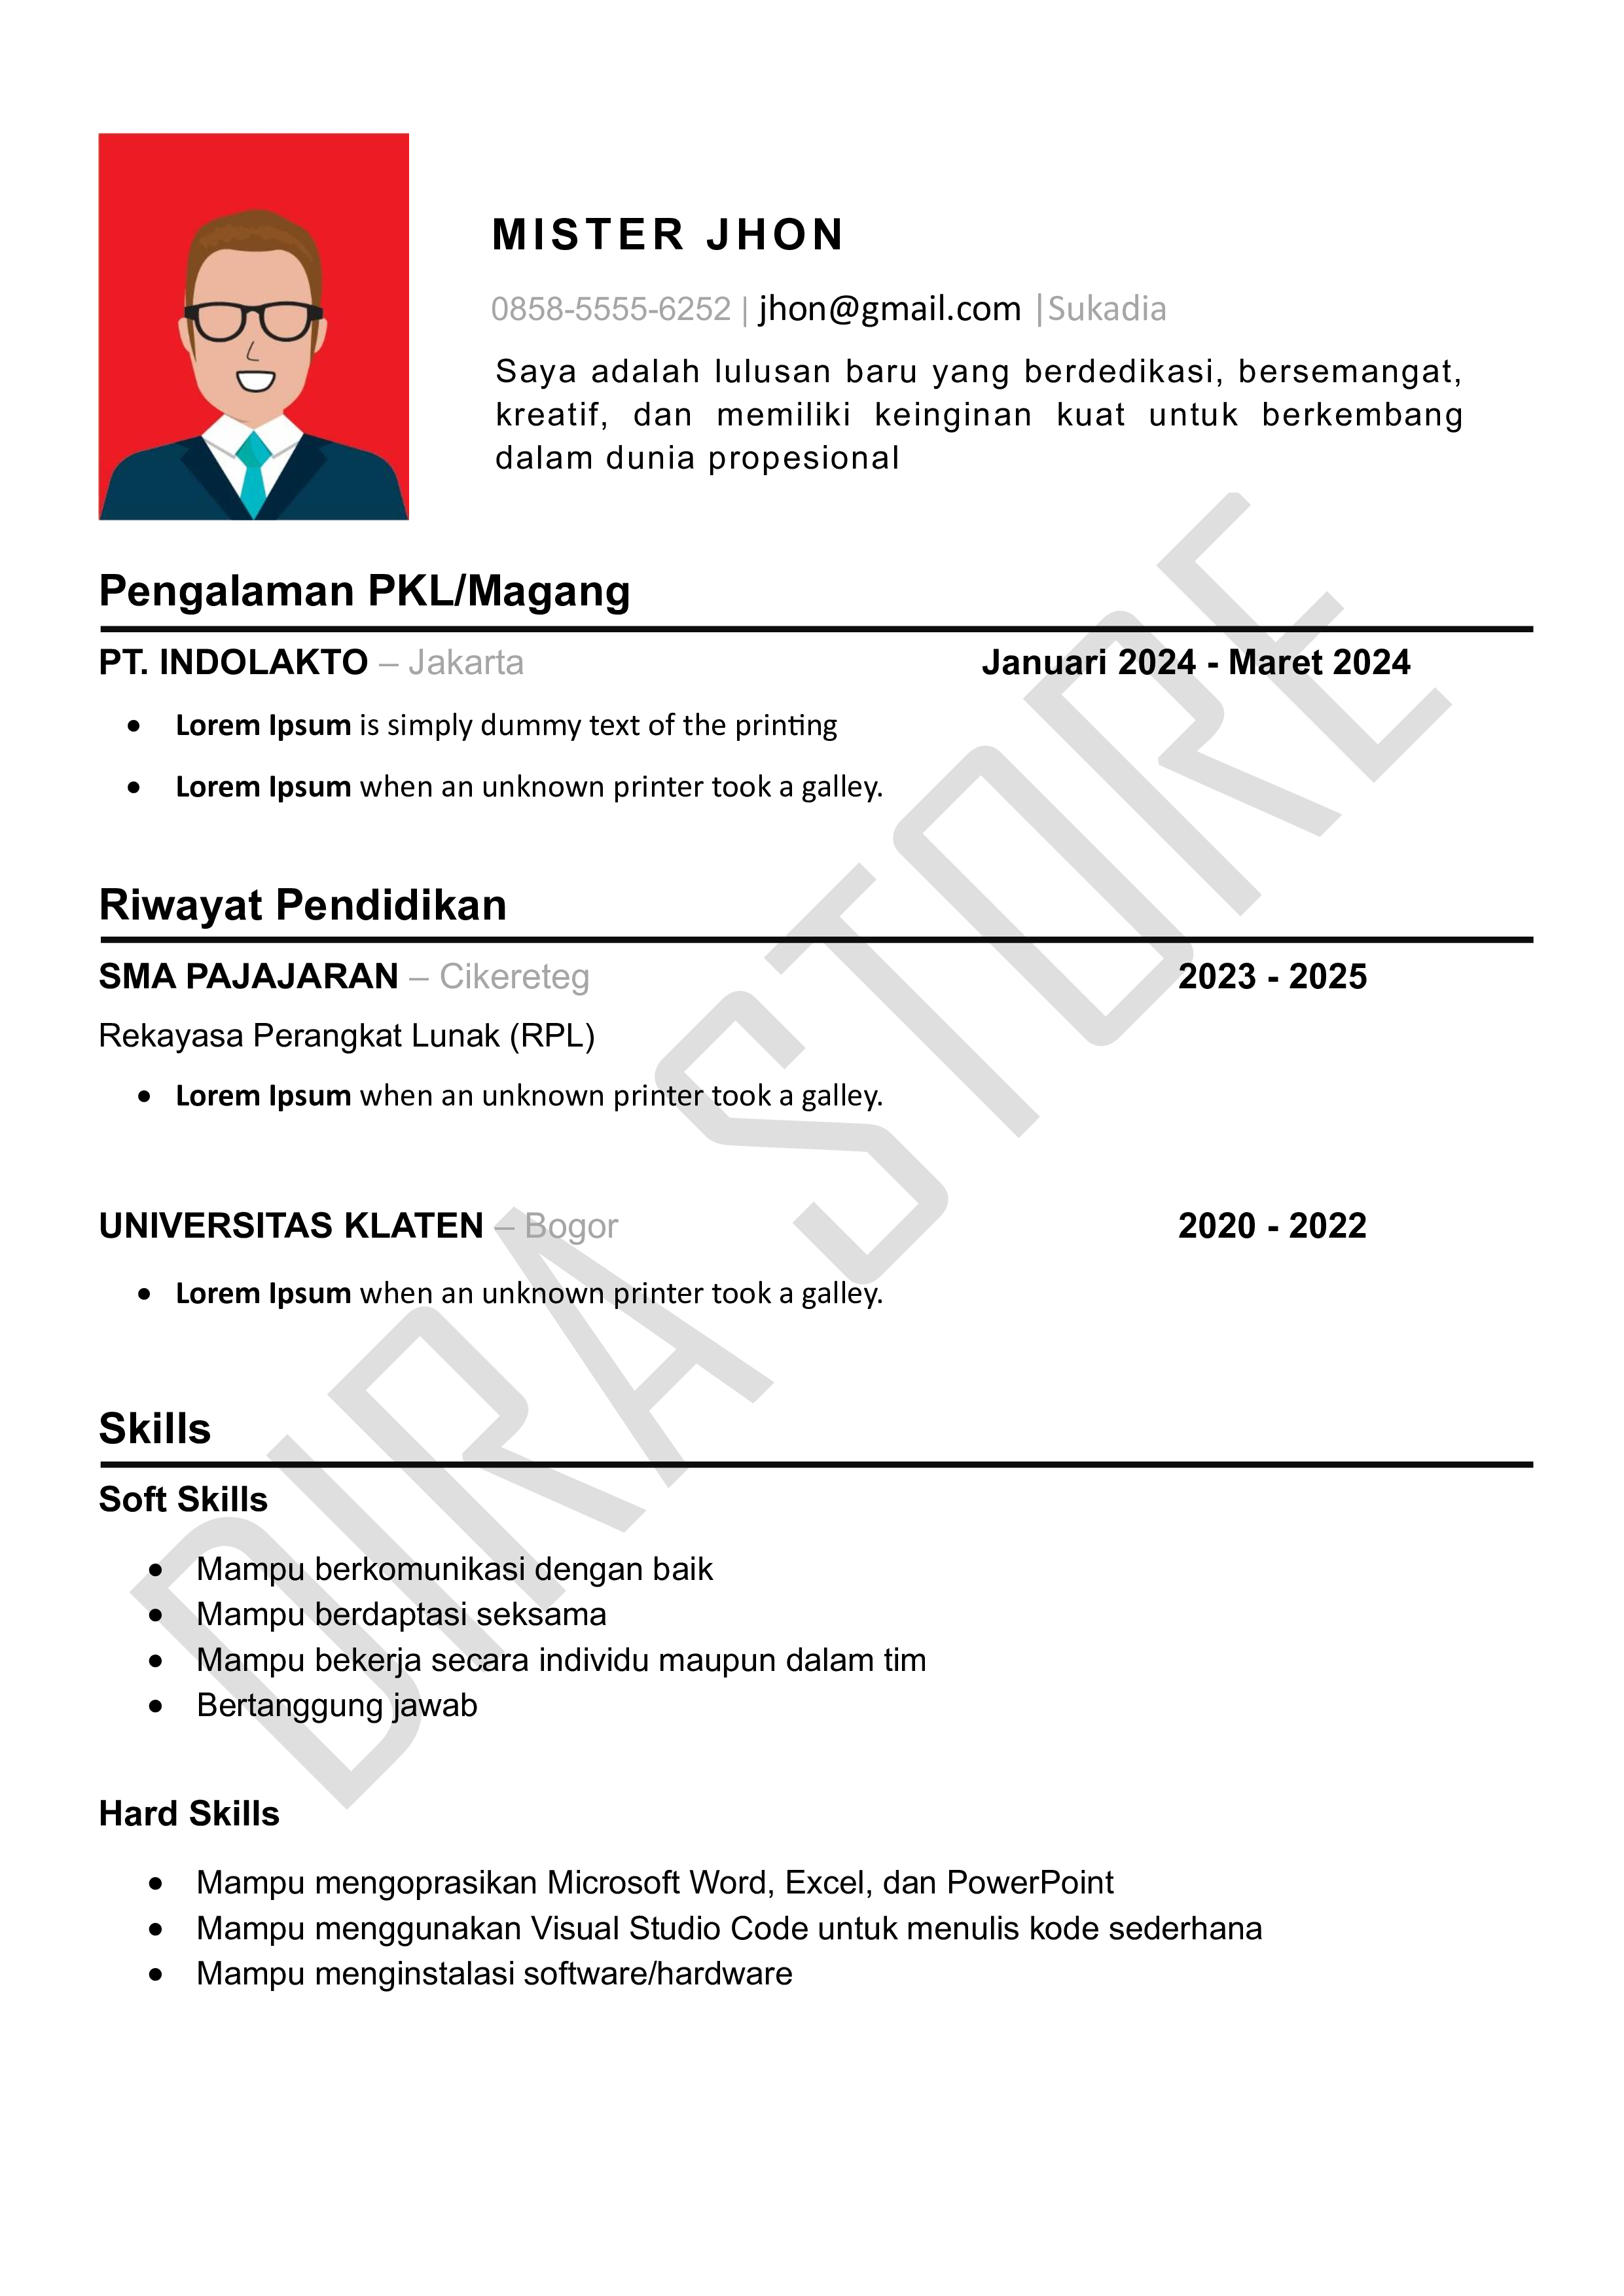 MISTER JHON
0858-5555-6252 | jhon@gmail.com |Sukadia
Saya adalah lulusan baru yang berdedikasi, bersemangat,
kreatif, dan memiliki keinginan kuat untuk berkembang
dalam dunia propesional
Pengalaman PKL/Magang
PT. INDOLAKTO – Jakarta Januari 2024 - Maret 2024
• Lorem Ipsum is simply dummy text of the printing
• Lorem Ipsum when an unknown printer took a galley.
Riwayat Pendidikan
SMA PAJAJARAN – Cikereteg 2023 - 2025
Rekayasa Perangkat Lunak (RPL)
• Lorem Ipsum when an unknown printer took a galley.
UNIVERSITAS KLATEN – Bogor 2020 - 2022
• Lorem Ipsum when an unknown printer took a galley.
Skills
Soft Skills
• Mampu berkomunikasi dengan baik
• Mampu berdaptasi seksama
• Mampu bekerja secara individu maupun dalam tim
• Bertanggung jawab
Hard Skills
• Mampu mengoprasikan Microsoft Word, Excel, dan PowerPoint
• Mampu menggunakan Visual Studio Code untuk menulis kode sederhana
• Mampu menginstalasi software/hardware
DIRA STORE